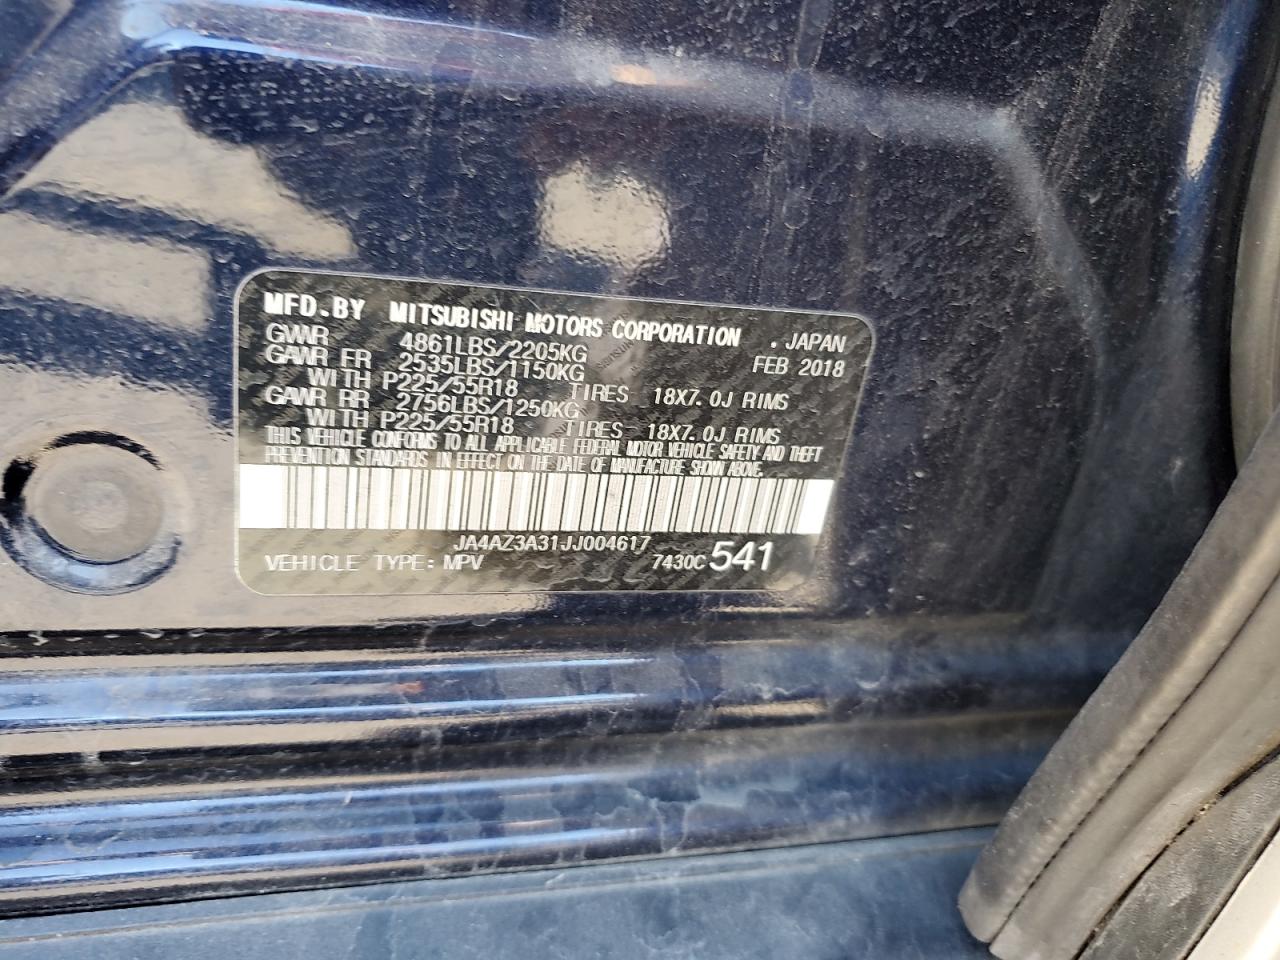 MFD.BY MITSUBISHI MOTORS CORPORATION . JAPAN
GVWR 4861LBS/2205KG FEB 2018
GAWR FR 2535LBS/1150KG
WITH P225/55R18 TIRES 18X7.0J RIMS
GAWR RR 2756LBS/1250KG
WITH P225/55R18 TIRES 18X7.0J RIMS
THIS VEHICLE CONFORMS TO ALL APPLICABLE FEDERAL MOTOR VEHICLE SAFETY AND THEFT
PREVENTION STANDARDS IN EFFECT ON THE DATE OF MANUFACTURE SHOWN ABOVE.
JA4AZ3A31JJ004617
VEHICLE TYPE: MPV 7430C 541